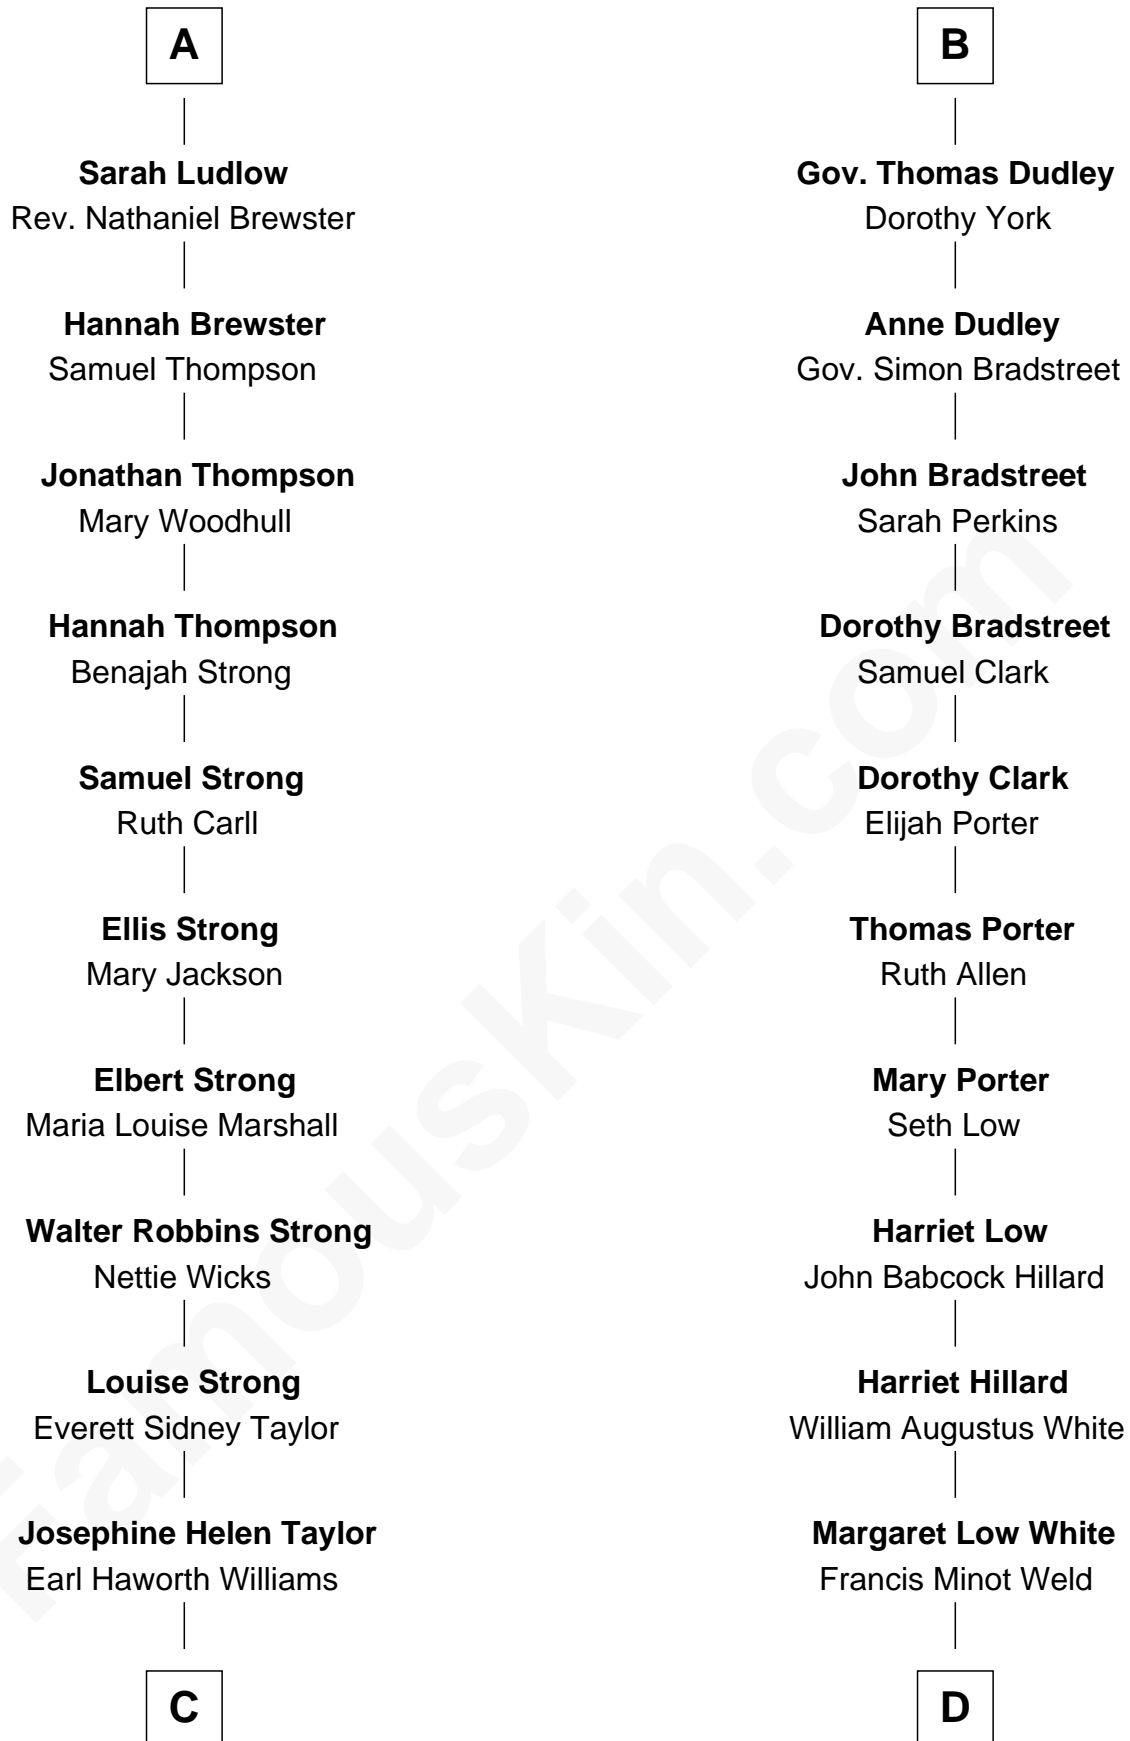 A
Sarah Ludlow
Rev. Nathaniel Brewster
Hannah Brewster
Samuel Thompson
Jonathan Thompson
Mary Woodhull
Hannah Thompson
Benajah Strong
Samuel Strong
Ruth Carll
Ellis Strong
Mary Jackson
Elbert Strong
Maria Louise Marshall
Walter Robbins Strong
Nettie Wicks
Louise Strong
Everett Sidney Taylor
Josephine Helen Taylor
Earl Haworth Williams
C
B
Gov. Thomas Dudley
Dorothy York
Anne Dudley
Gov. Simon Bradstreet
John Bradstreet
Sarah Perkins
Dorothy Bradstreet
Samuel Clark
Dorothy Clark
Elijah Porter
Thomas Porter
Ruth Allen
Mary Porter
Seth Low
Harriet Low
John Babcock Hillard
Harriet Hillard
William Augustus White
Margaret Low White
Francis Minot Weld
D
FamousKin.com